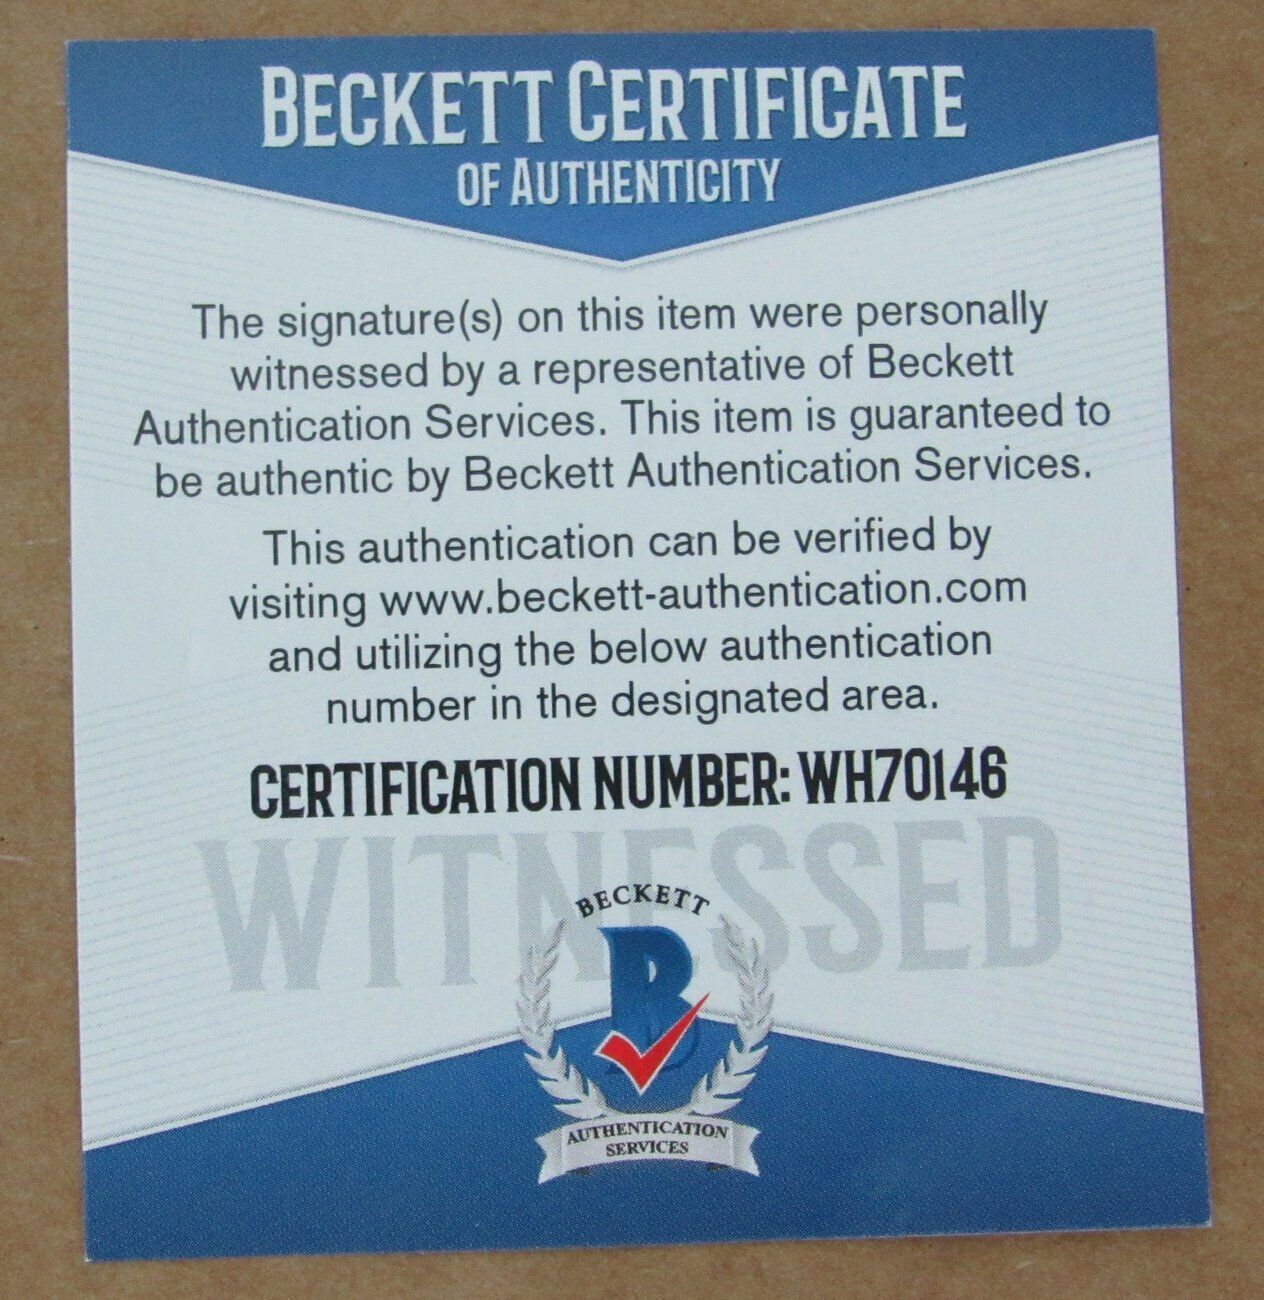 BECKETT CERTIFICATE
OF AUTHENTICITY
The signature(s) on this item were personally
witnessed by a representative of Beckett
Authentication Services. This item is guaranteed to
be authentic by Beckett Authentication Services.
This authentication can be verified by
visiting www.beckett-authentication.com
and utilizing the below authentication
number in the designated area.
CERTIFICATION NUMBER: WH70146
WITNESSED
BECKETT
B
AUTHENTICATION
SERVICES